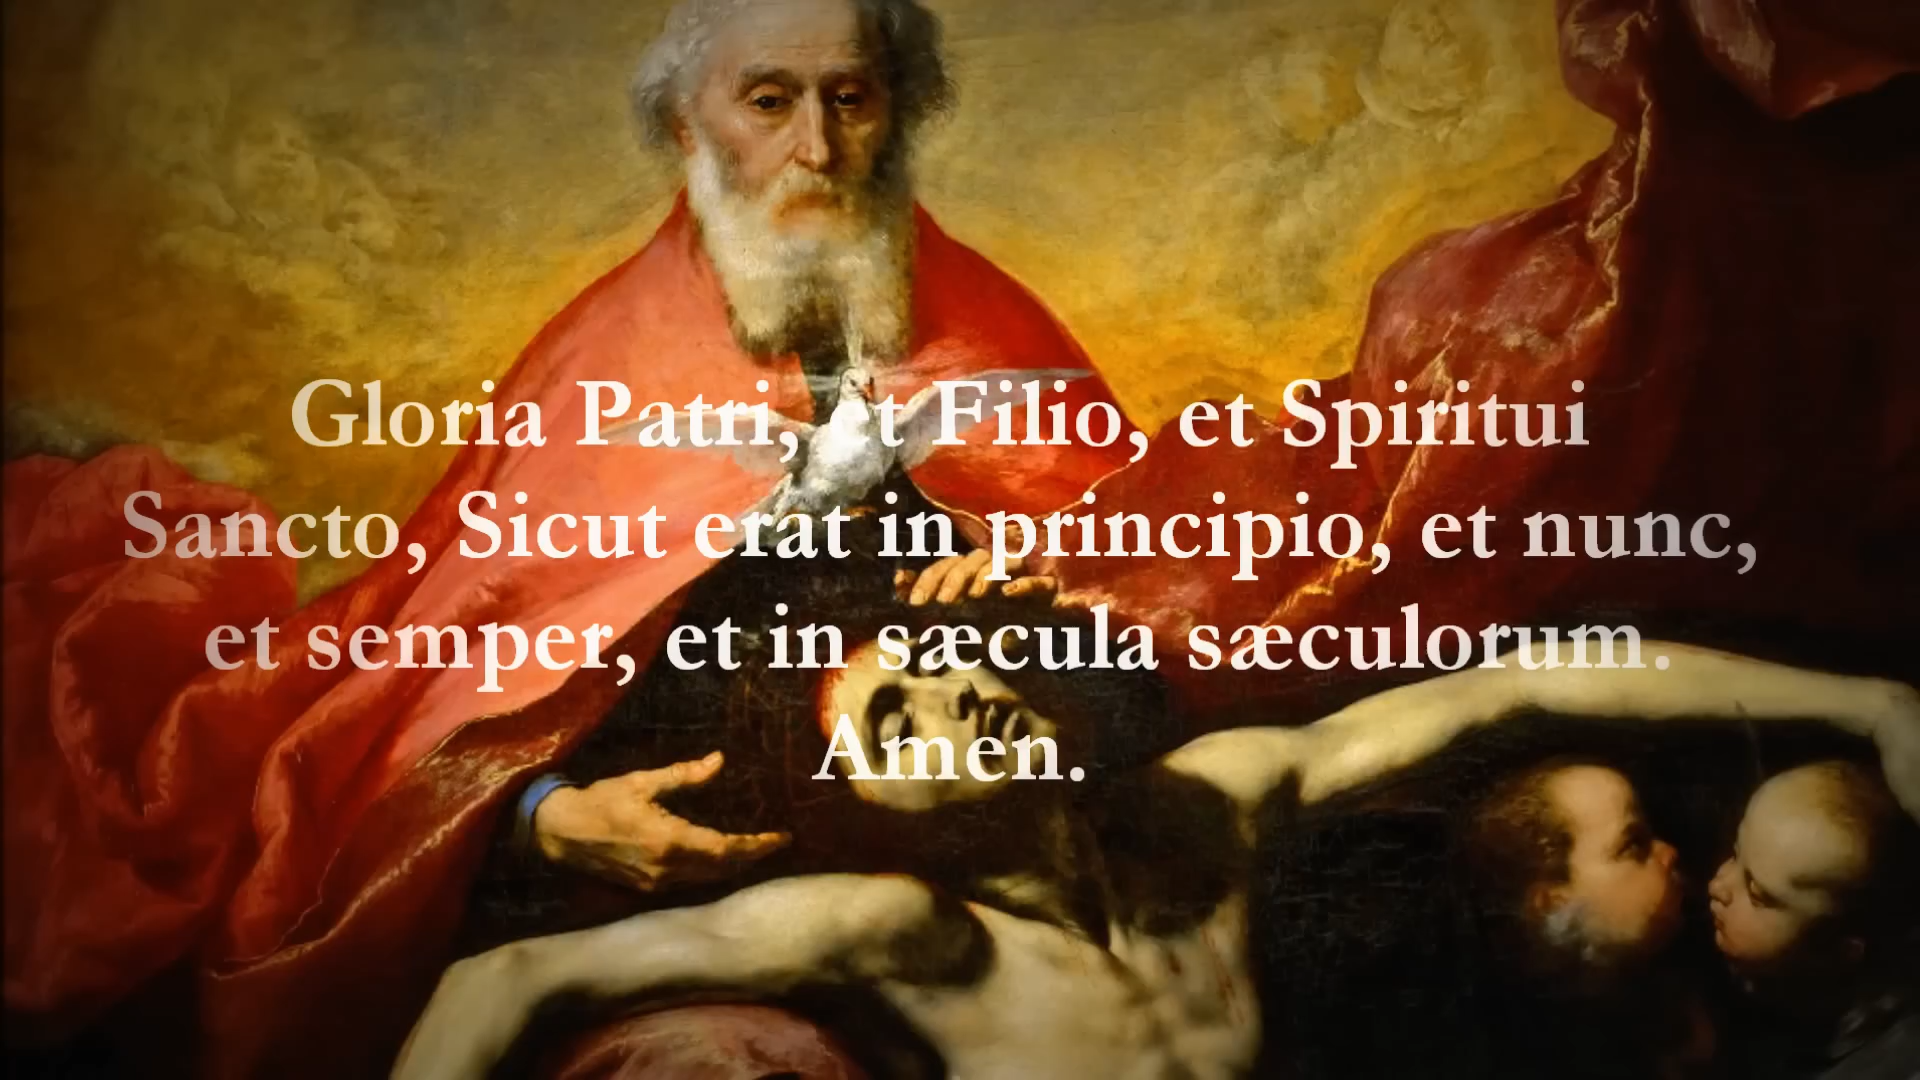 Gloria Patri, et Filio, et Spiritui
Sancto, Sicut erat in principio, et nunc,
et semper, et in sæcula sæculorum.
Amen.